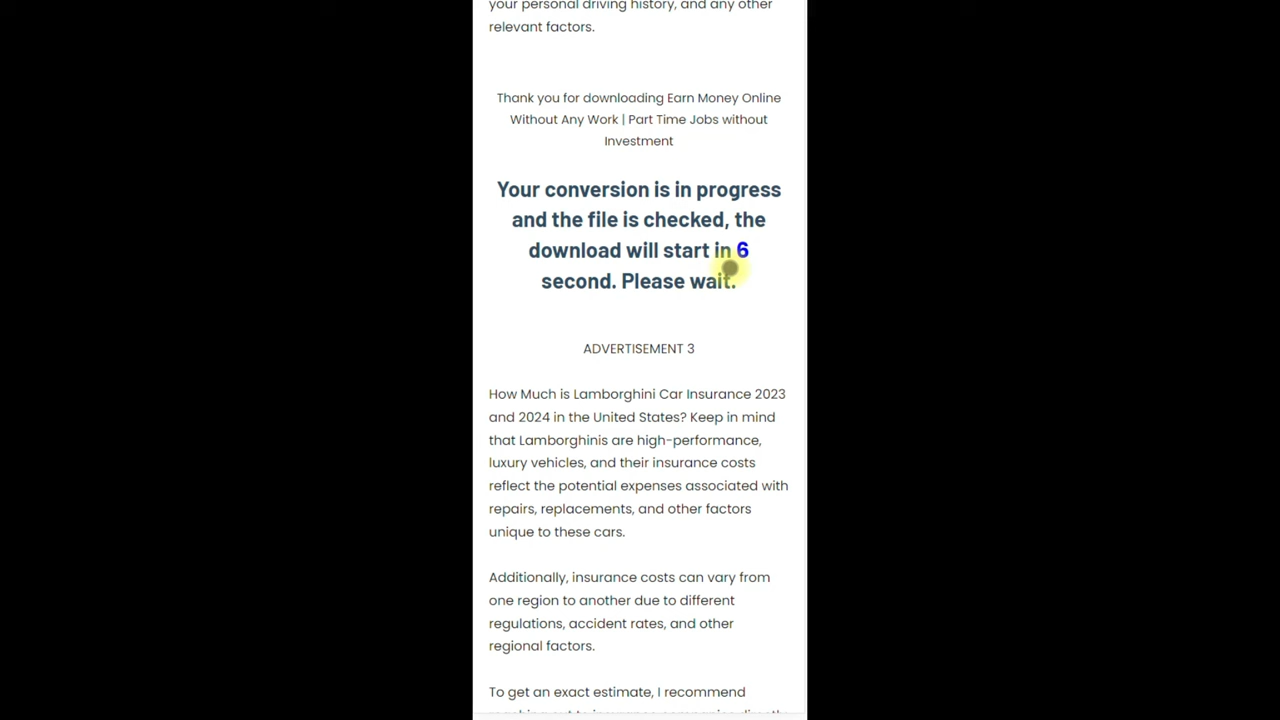 your personal driving history, and any other
relevant factors.
Thank you for downloading Earn Money Online
Without Any Work | Part Time Jobs without
Investment
Your conversion is in progress
and the file is checked, the
download will start in 6
second. Please wait.
ADVERTISEMENT 3
How Much is Lamborghini Car Insurance 2023
and 2024 in the United States? Keep in mind
that Lamborghinis are high-performance,
luxury vehicles, and their insurance costs
reflect the potential expenses associated with
repairs, replacements, and other factors
unique to these cars.
Additionally, insurance costs can vary from
one region to another due to different
regulations, accident rates, and other
regional factors.
To get an exact estimate, I recommend